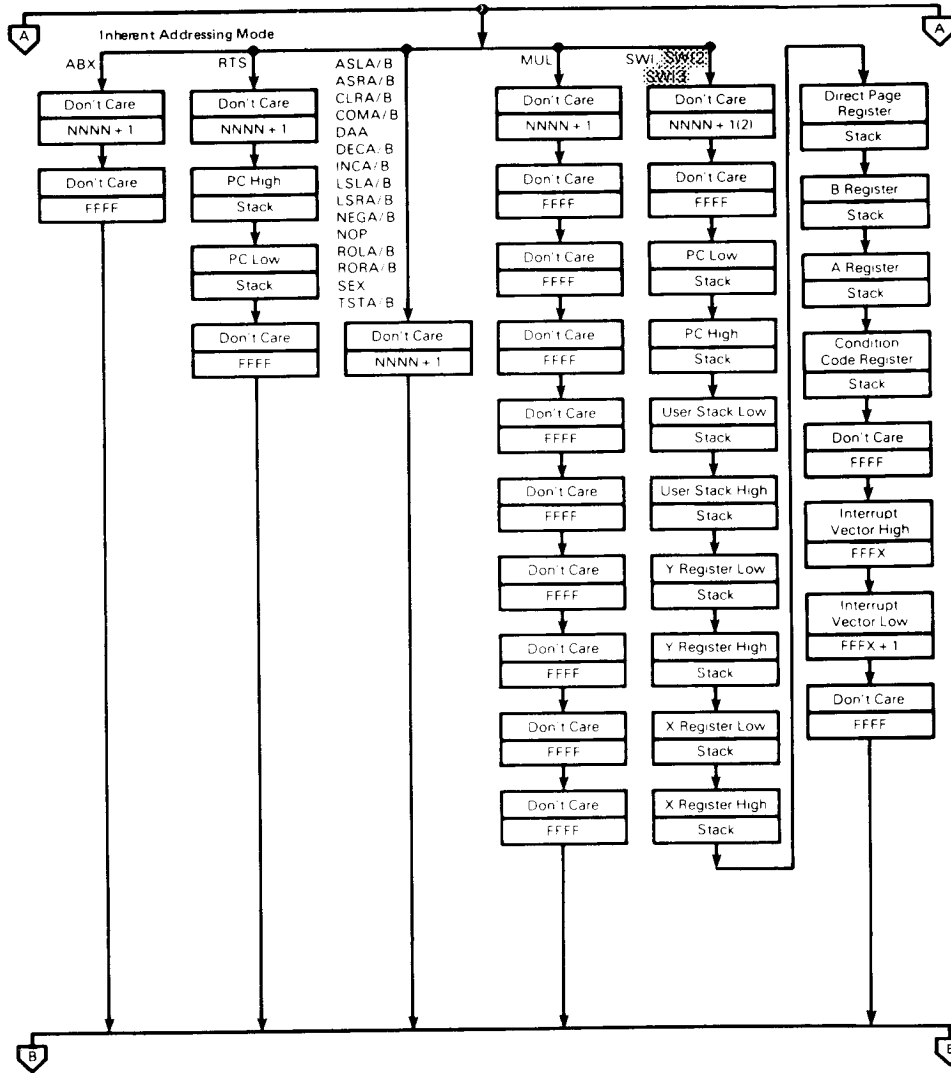 A
A
Inherent Addressing Mode
ABX
Don't Care
NNNN + 1
Don't Care
FFFF
RTS
Don't Care
NNNN + 1
PC High
Stack
PC Low
Stack
Don't Care
FFFF
ASLA/B
ASRA/B
CLRA/B
COMA/B
DAA
DECA/B
INCA/B
LSLA/B
LSRA/B
NEGA/B
NOP
ROLA/B
RORA/B
SEX
TSTA/B
Don't Care
NNNN + 1
MUL
Don't Care
NNNN + 1
Don't Care
FFFF
Don't Care
FFFF
Don't Care
FFFF
Don't Care
FFFF
Don't Care
FFFF
Don't Care
FFFF
Don't Care
FFFF
Don't Care
FFFF
Don't Care
FFFF
SWI, SWI2
SWI3
Don't Care
NNNN + 1(2)
Don't Care
FFFF
PC Low
Stack
PC High
Stack
User Stack Low
Stack
User Stack High
Stack
Y Register Low
Stack
Y Register High
Stack
X Register Low
Stack
X Register High
Stack
Direct Page
Register
Stack
B Register
Stack
A Register
Stack
Condition
Code Register
Stack
Don't Care
FFFF
Interrupt
Vector High
FFFX
Interrupt
Vector Low
FFFX + 1
Don't Care
FFFF
B
B